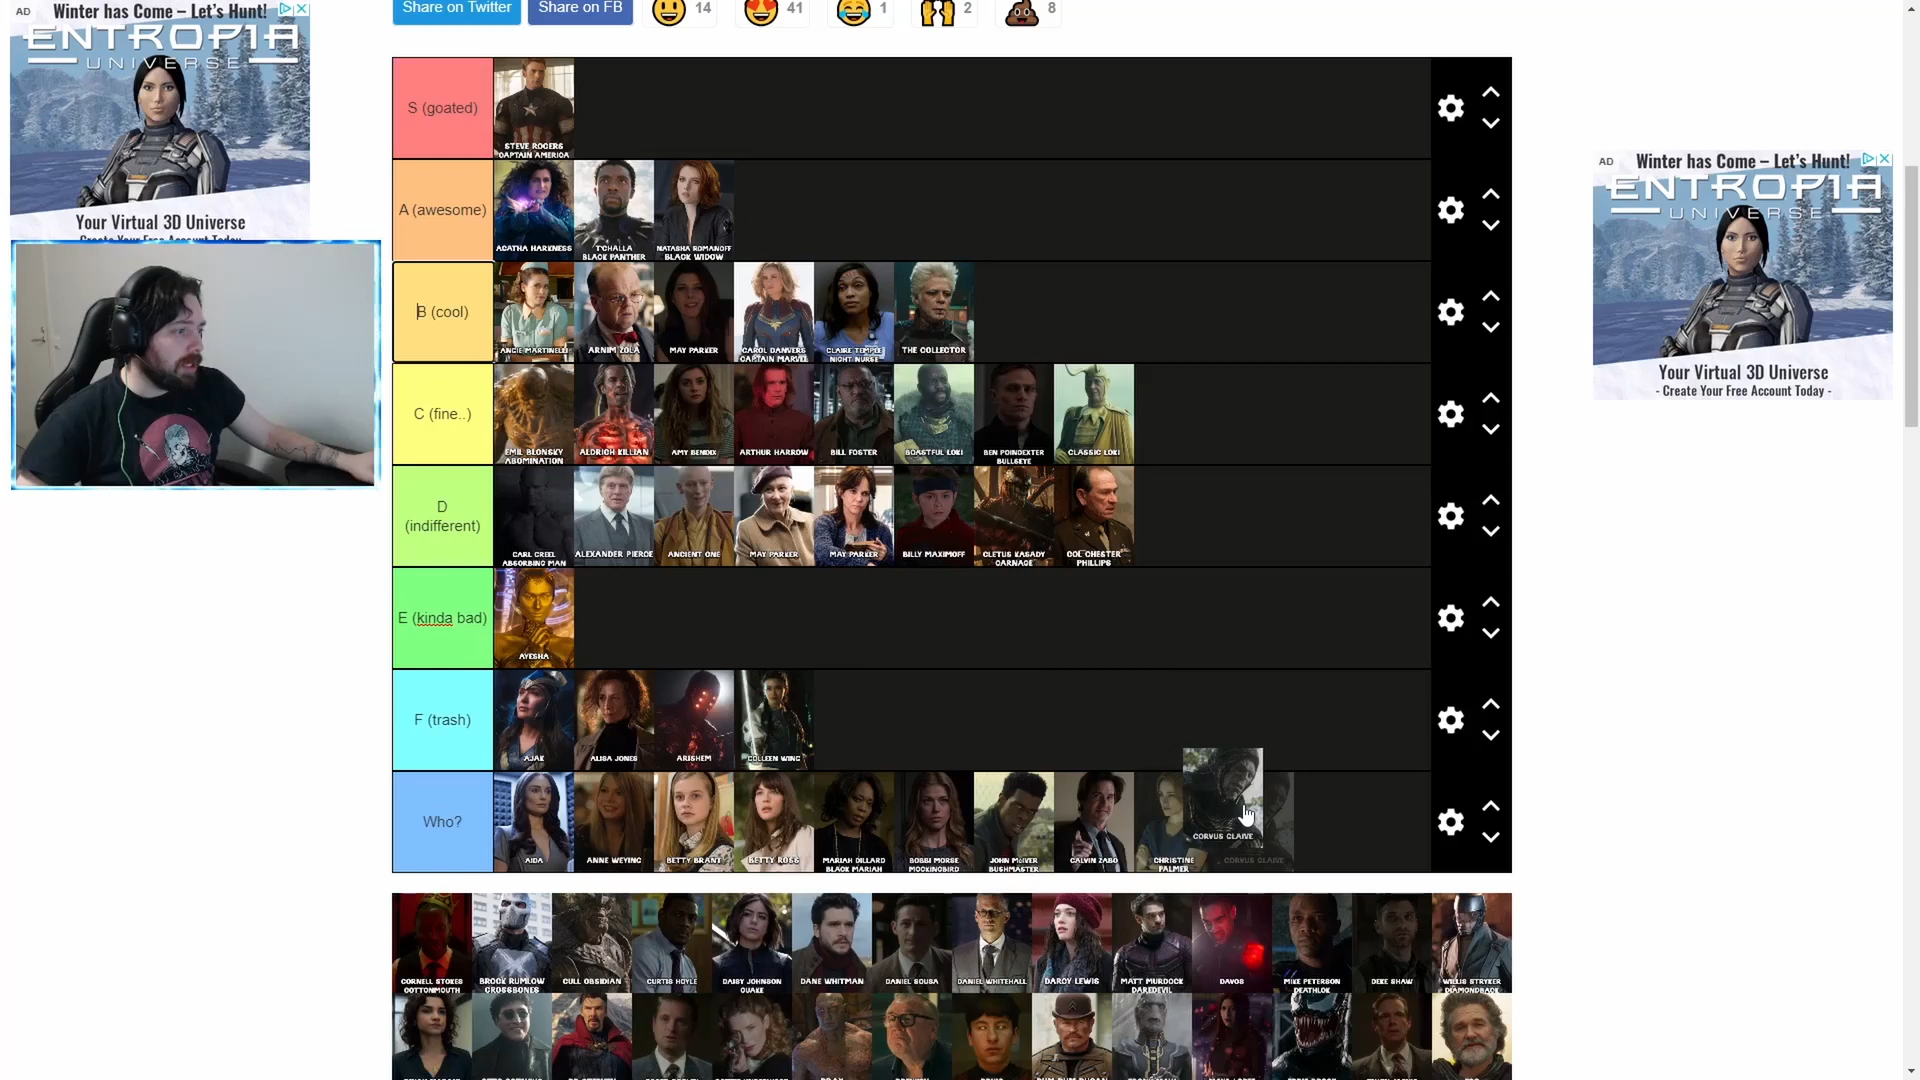 AD
Winter has Come – Let's Hunt!
ENTROPIA
UNIVERSE
Your Virtual 3D Universe
Share on Twitter
Share on FB
14
41
1
2
8
S (goated)
STEVE ROGERS
CAPTAIN AMERICA
A (awesome)
AGATHA HARKNESS
T'CHALLA
BLACK PANTHER
NATASHA ROMANOFF
BLACK WIDOW
B (cool)
ANGIE MARTINELLI
ARNIM ZOLA
MAY PARKER
CAROL DANVERS
CAPTAIN MARVEL
CLAIRE TEMPLE
NIGHT NURSE
THE COLLECTOR
C (fine..)
EMIL BLONSKY
ABOMINATION
ALDRICH KILLIAN
AMY BENDIX
ARTHUR HARROW
BILL FOSTER
BOASTFUL LOKI
BEN POINDEXTER
BULLSEYE
CLASSIC LOKI
D
(indifferent)
CARL CREEL
ABSORBING MAN
ALEXANDER PIERCE
ANCIENT ONE
MAY PARKER
MAY PARKER
BILLY MAXIMOFF
CLETUS KASADY
CARNAGE
COL CHESTER
PHILLIPS
E (kinda bad)
AYESHA
F (trash)
AJAK
ALISA JONES
ARISHEM
COLLEEN WING
Who?
AIDA
ANNE WEYING
BETTY BRANT
BETTY ROSS
MARIAH DILLARD
BLACK MARIAH
BOBBI MORSE
MOCKINGBIRD
JOHN McIVER
BUSHMASTER
CALVIN ZABO
CHRISTINE
PALMER
CORVUS GLAIVE
CORVUS GLAIVE
CORNELL STOKES
COTTONMOUTH
BROCK RUMLOW
CROSSBONES
CULL OBSIDIAN
CURTIS HOYLE
DAISY JOHNSON
QUAKE
DANE WHITMAN
DANIEL SOUSA
DANIEL WHITEHALL
DARCY LEWIS
MATT MURDOCK
DAREDEVIL
DAVOS
MIKE PETERSON
DEATHLOK
DEKE SHAW
WILLIS STRYKER
DIAMONDBACK
AD
Winter has Come – Let's Hunt!
ENTROPIA
UNIVERSE
Your Virtual 3D Universe
- Create Your Free Account Today -